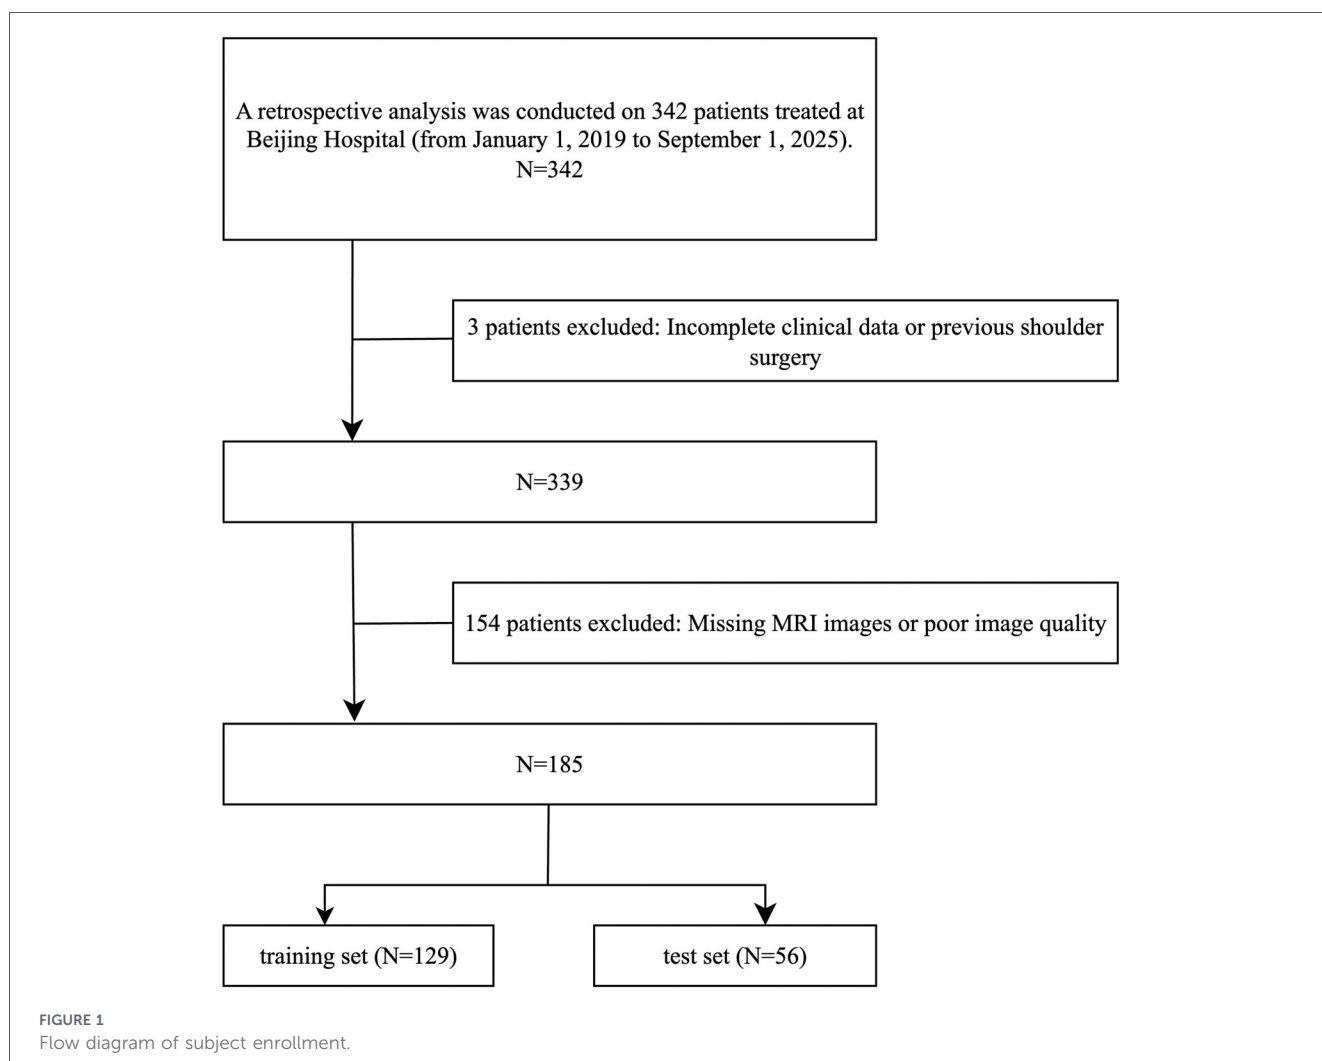 A retrospective analysis was conducted on 342 patients treated at
Beijing Hospital (from January 1, 2019 to September 1, 2025).
N=342
3 patients excluded: Incomplete clinical data or previous shoulder
surgery
N=339
154 patients excluded: Missing MRI images or poor image quality
N=185
training set (N=129)
test set (N=56)
FIGURE 1
Flow diagram of subject enrollment.